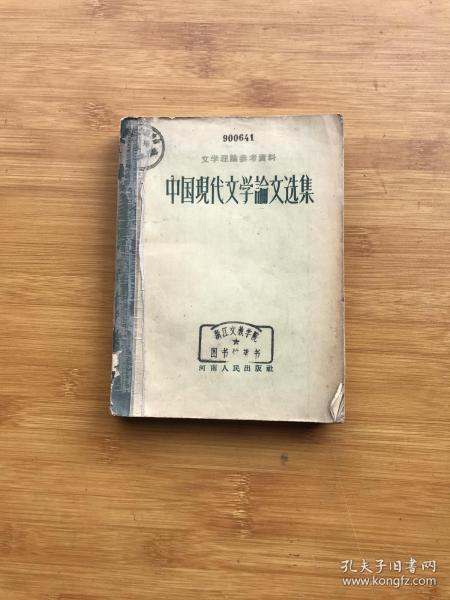 900641
文学理論参考資料
中国現代文学論文选集
浙江文教学院
★
图书
书
河南人民出版社
孔夫子旧书网
www.kongfz.com